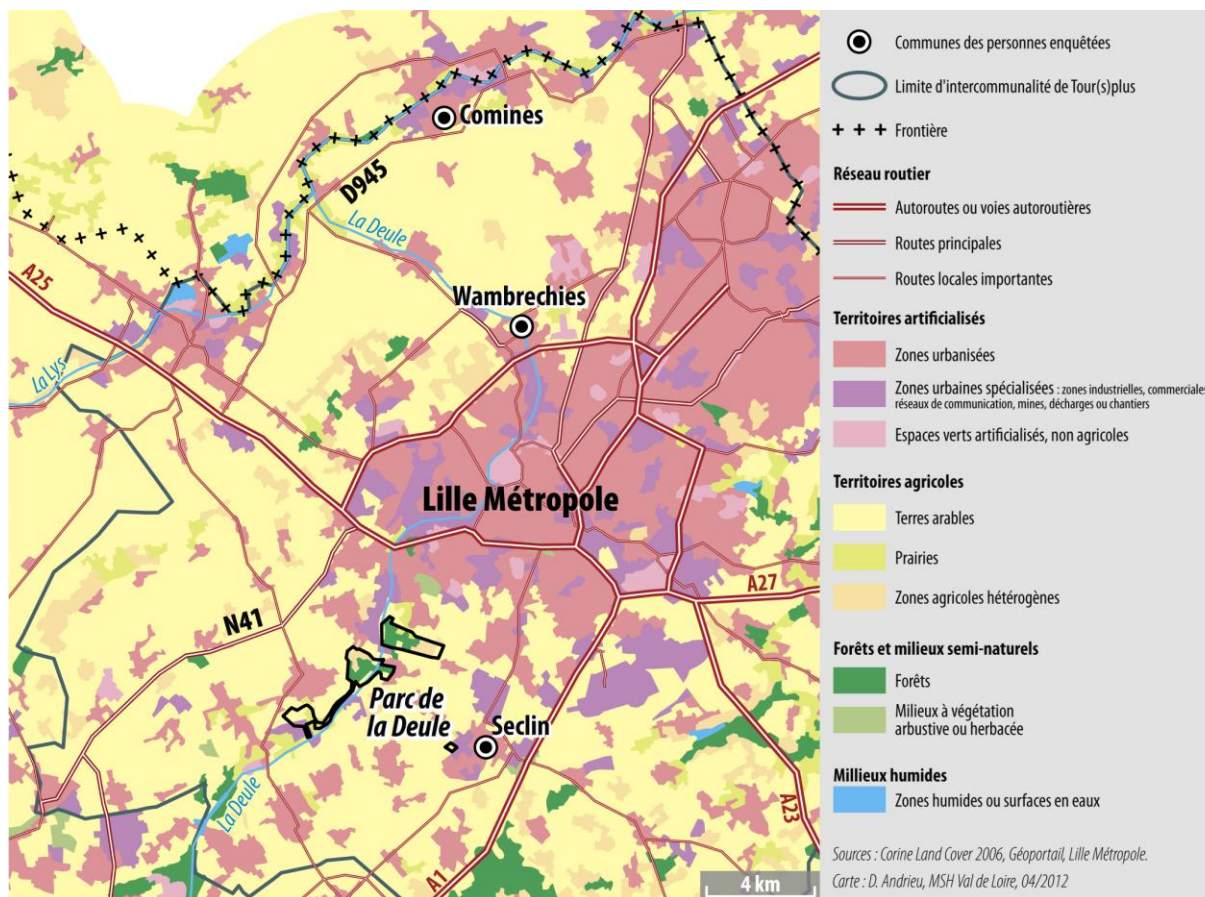 Comines
D945
La Deule
A25
Wambrechies
La Lys
Lille Métropole
A27
N41
Parc de
la Deule
Seclin
La Deule
A23
A1
4 km
Communes des personnes enquêtées
Limite d'intercommunalité de Tour(s)plus
Frontière
Réseau routier
Autoroutes ou voies autoroutières
Routes principales
Routes locales importantes
Territoires artificialisés
Zones urbanisées
Zones urbaines spécialisées : zones industrielles, commerciales
réseaux de communication, mines, décharges ou chantiers
Espaces verts artificialisés, non agricoles
Territoires agricoles
Terres arables
Prairies
Zones agricoles hétérogènes
Forêts et milieux semi-naturels
Forêts
Milieux à végétation
arbustive ou herbacée
Millieux humides
Zones humides ou surfaces en eaux
Sources : Corine Land Cover 2006, Géoportail, Lille Métropole.
Carte : D. Andrieu, MSH Val de Loire, 04/2012